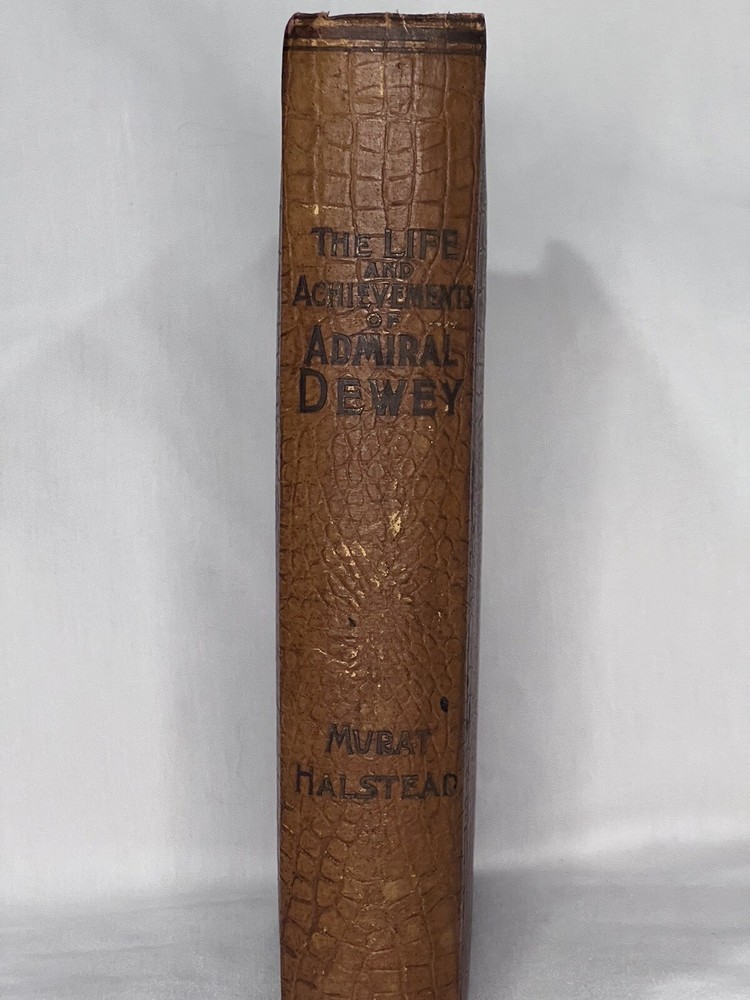 THE LIFE
AND
ACHIEVEMENTS
OF
ADMIRAL
DEWEY
MURAT
HALSTEAD